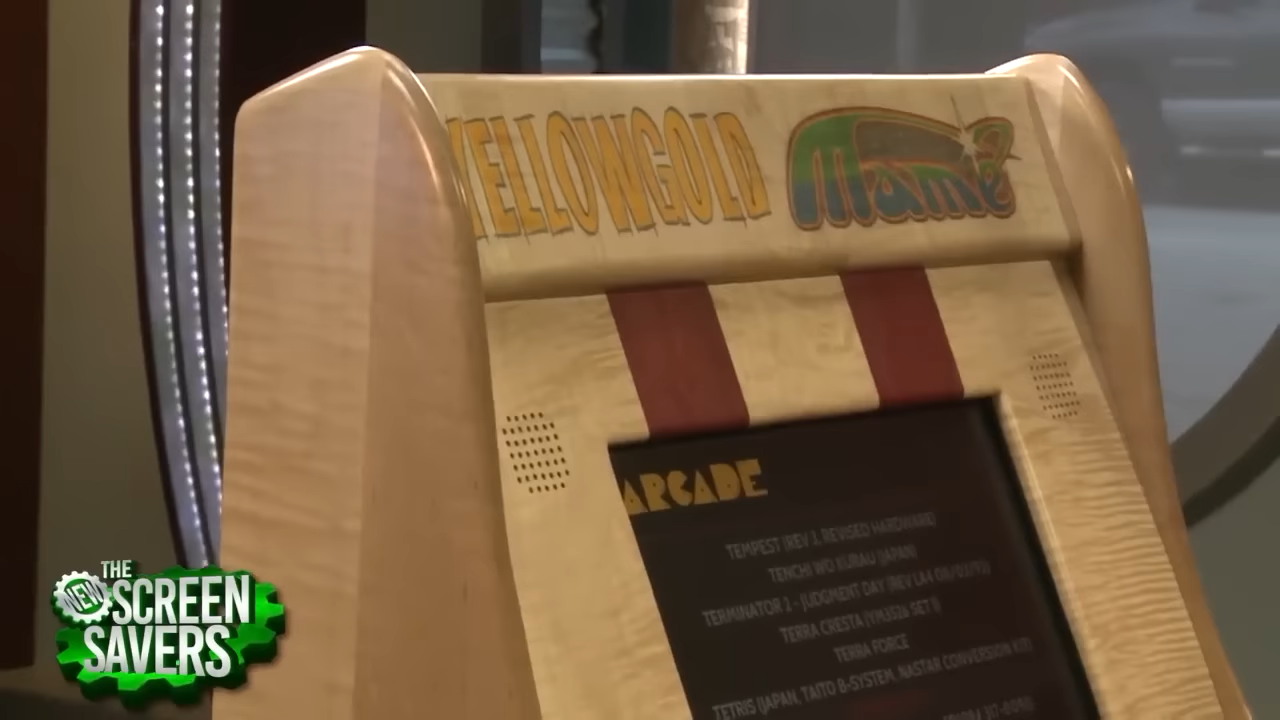 YELLOWGOLD Mame
ARCADE
TEMPEST (REV 3, REVISED HARDWARE)
TENCHI WO KURAU (JAPAN)
TERMINATOR 2 - JUDGMENT DAY (REV LA4 08/03/93)
TERRA CRESTA (YM3526 SET 1)
TERRA FORCE
TETRIS (JAPAN, TAITO B-SYSTEM, NASTAR CONVERSION KIT)
THE
NEW
SCREEN
SAVERS